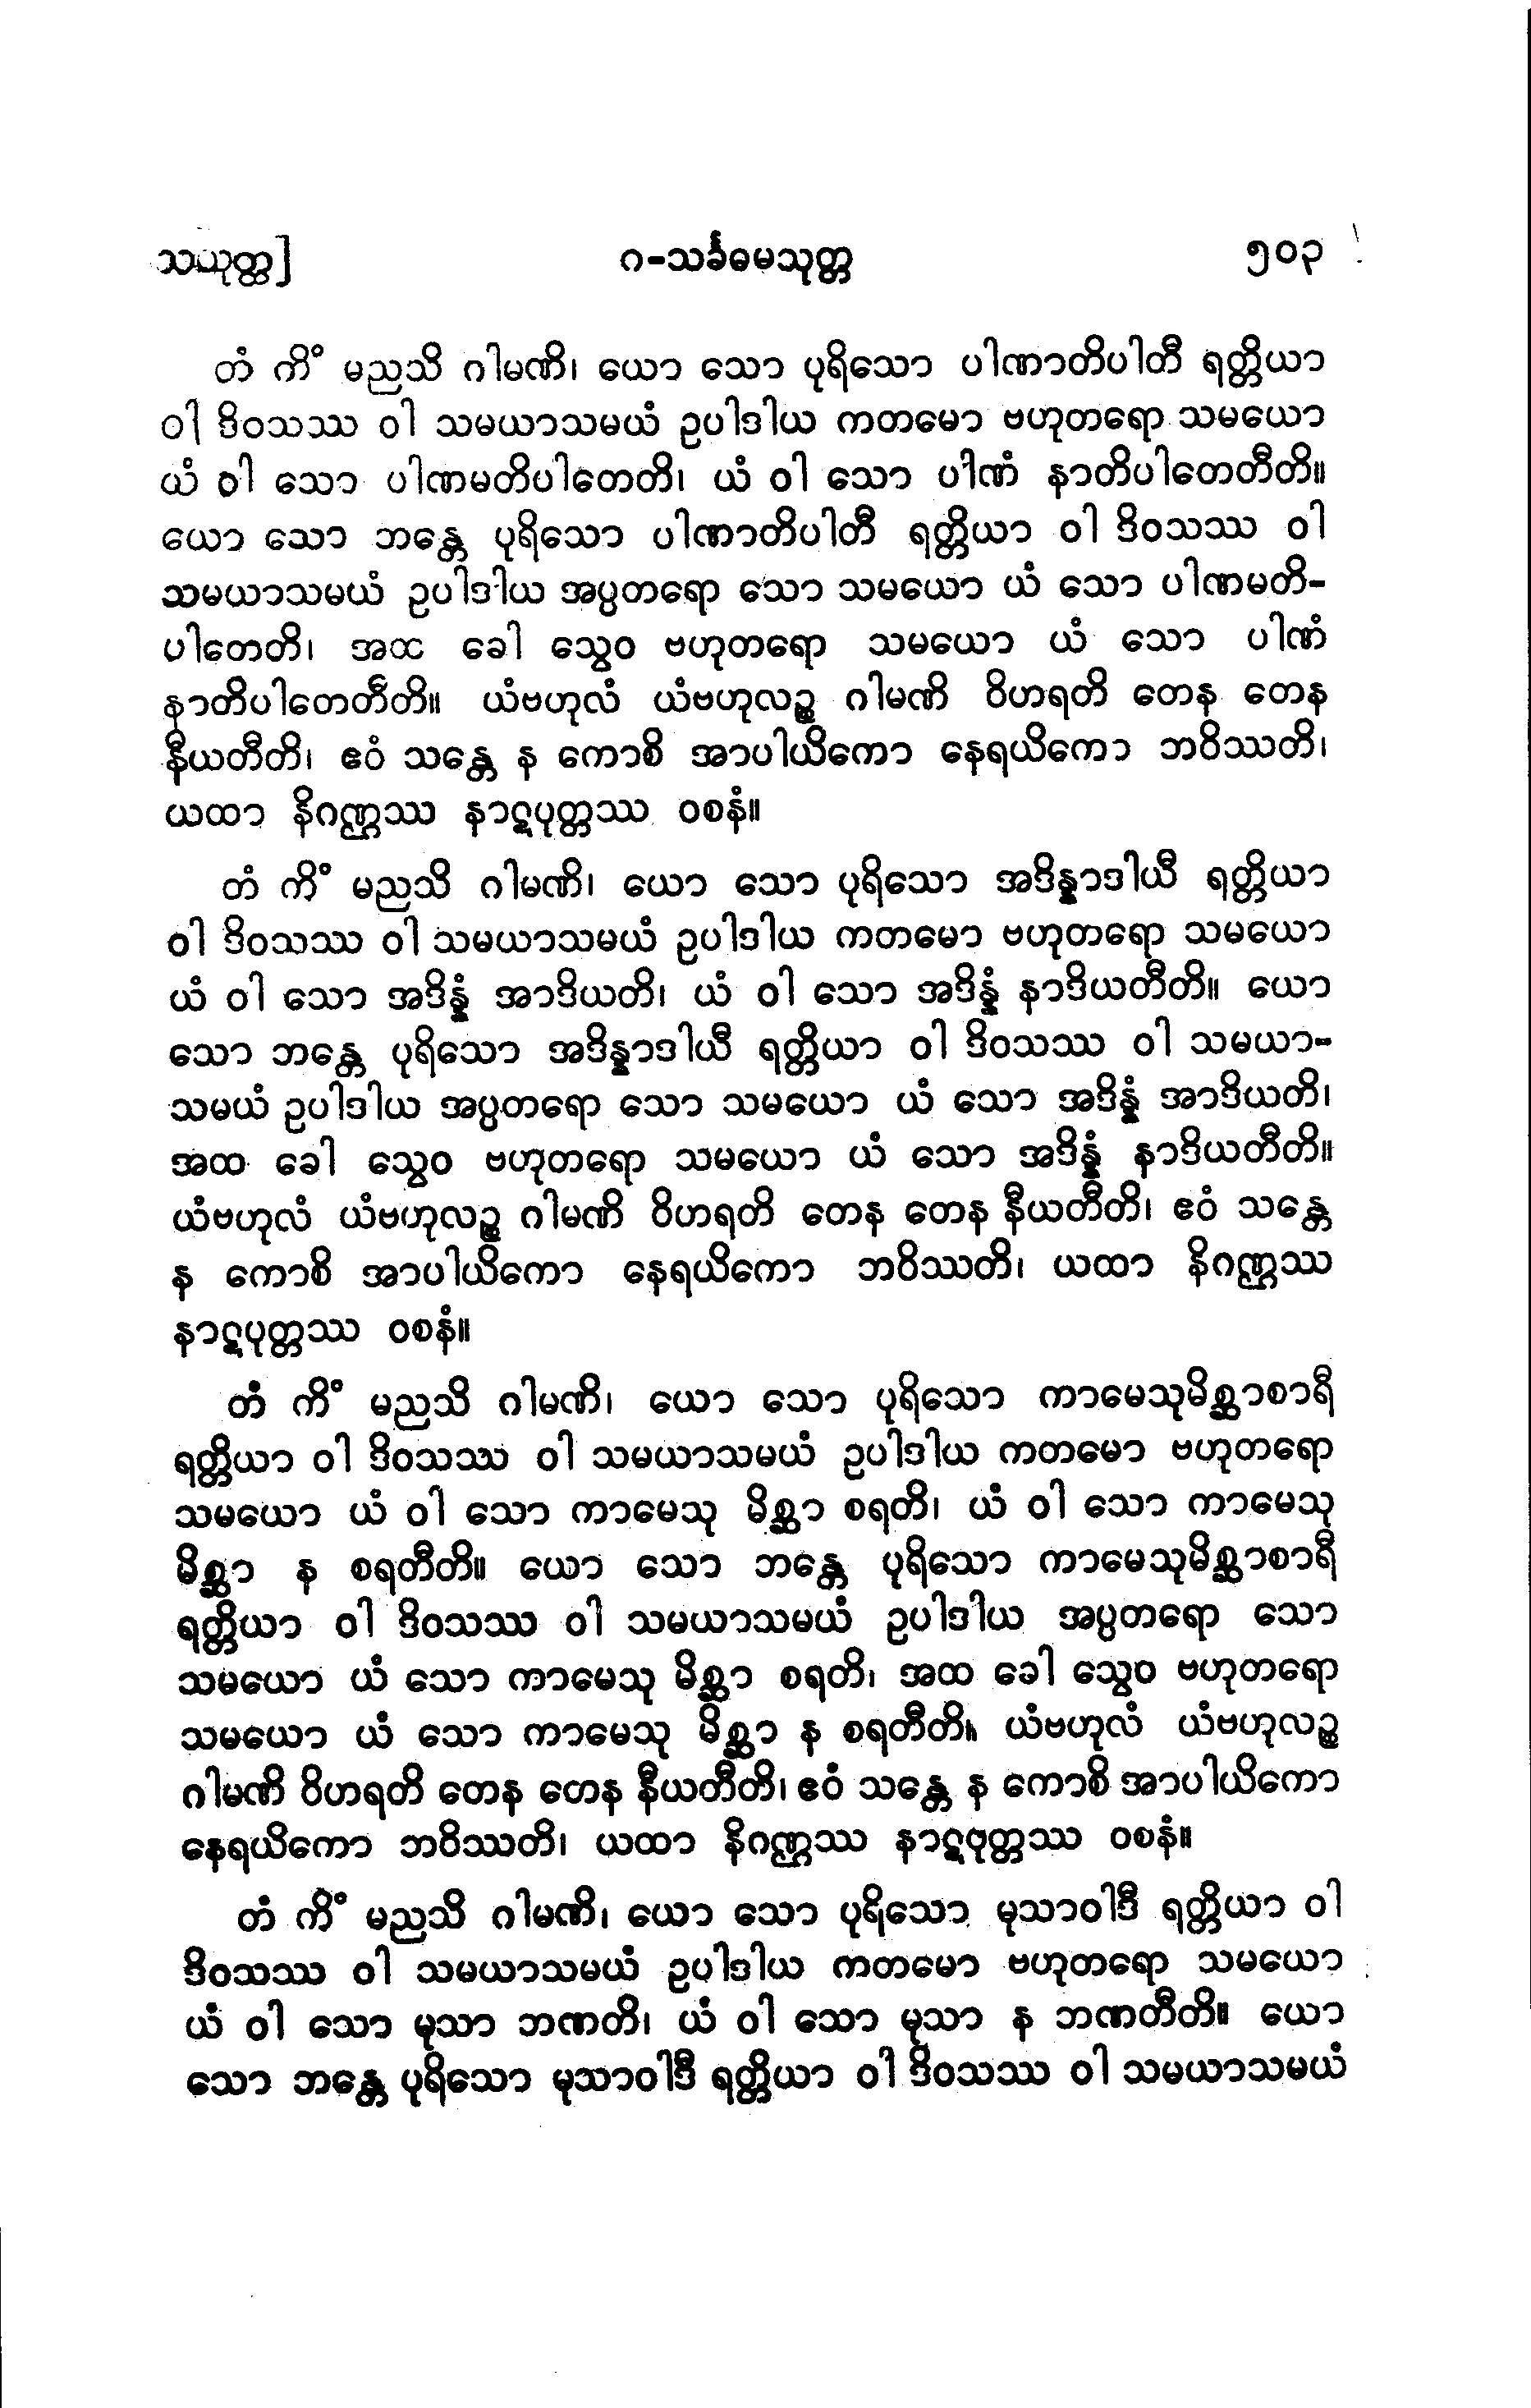 သံယုတ္တ]
၈-သင်္ခဓမသုတ္တ
၅၀၃
တံ ကိံ မညသိ ဂါမဏိ၊ ယော သော ပုရိသော ပါဏာတိပါတီ ရတ္တိယာ
ဝါ ဒိဝသဿ ဝါ သမယာသမယံ ဥပါဒါယ ကတမော ဗဟုတရော သမယော
ယံ ဝါ သော ပါဏမတိပါတေတိ၊ ယံ ဝါ သော ပါဏံ နာတိပါတေတီတိ။
ယော သော ဘန္တေ ပုရိသော ပါဏာတိပါတီ ရတ္တိယာ ဝါ ဒိဝသဿ ဝါ
သမယာသမယံ ဥပါဒါယ အပ္ပတရော သော သမယော ယံ သော ပါဏမတိ-
ပါတေတိ၊ အထ ခေါ သွေဝ ဗဟုတရော သမယော ယံ သော ပါဏံ
နာတိပါတေတီတိ။ ယံဗဟုလံ ယံဗဟုလဉ္စ ဂါမဏိ ဝိဟရတိ တေန တေန
နီယတီတိ၊ ဧဝံ သန္တေ န ကောစိ အာပါယိကော နေရယိကော ဘဝိဿတိ၊
ယထာ နိဂဏ္ဌဿ နာဋပုတ္တဿ ဝစနံ။
တံ ကိံ မညသိ ဂါမဏိ၊ ယော သော ပုရိသော အဒိန္နာဒါယီ ရတ္တိယာ
ဝါ ဒိဝသဿ ဝါ သမယာသမယံ ဥပါဒါယ ကတမော ဗဟုတရော သမယော
ယံ ဝါ သော အဒိန္နံ အာဒိယတိ၊ ယံ ဝါ သော အဒိန္နံ နာဒိယတီတိ။ ယော
သော ဘန္တေ ပုရိသော အဒိန္နာဒါယီ ရတ္တိယာ ဝါ ဒိဝသဿ ဝါ သမယာ-
သမယံ ဥပါဒါယ အပ္ပတရော သော သမယော ယံ သော အဒိန္နံ အာဒိယတိ၊
အထ ခေါ သွေဝ ဗဟုတရော သမယော ယံ သော အဒိန္နံ နာဒိယတီတိ။
ယံဗဟုလံ ယံဗဟုလဉ္စ ဂါမဏိ ဝိဟရတိ တေန တေန နီယတီတိ၊ ဧဝံ သန္တေ
န ကောစိ အာပါယိကော နေရယိကော ဘဝိဿတိ၊ ယထာ နိဂဏ္ဌဿ
နာဋပုတ္တဿ ဝစနံ။
တံ ကိံ မညသိ ဂါမဏိ၊ ယော သော ပုရိသော ကာမေသုမိစ္ဆာစာရီ
ရတ္တိယာ ဝါ ဒိဝသဿ ဝါ သမယာသမယံ ဥပါဒါယ ကတမော ဗဟုတရော
သမယော ယံ ဝါ သော ကာမေသု မိစ္ဆာ စရတိ၊ ယံ ဝါ သော ကာမေသု
မိစ္ဆာ န စရတီတိ။ ယော သော ဘန္တေ ပုရိသော ကာမေသုမိစ္ဆာစာရီ
ရတ္တိယာ ဝါ ဒိဝသဿ ဝါ သမယာသမယံ ဥပါဒါယ အပ္ပတရော သော
သမယော ယံ သော ကာမေသု မိစ္ဆာ စရတိ၊ အထ ခေါ သွေဝ ဗဟုတရော
သမယော ယံ သော ကာမေသု မိစ္ဆာ န စရတီတိ။ ယံဗဟုလံ ယံဗဟုလဉ္စ
ဂါမဏိ ဝိဟရတိ တေန တေန နီယတီတိ၊ ဧဝံ သန္တေ န ကောစိ အာပါယိကော
နေရယိကော ဘဝိဿတိ၊ ယထာ နိဂဏ္ဌဿ နာဋပုတ္တဿ ဝစနံ။
တံ ကိံ မညသိ ဂါမဏိ၊ ယော သော ပုရိသော မုသာဝါဒီ ရတ္တိယာ ဝါ
ဒိဝသဿ ဝါ သမယာသမယံ ဥပါဒါယ ကတမော ဗဟုတရော သမယော
ယံ ဝါ သော မုသာ ဘဏတိ၊ ယံ ဝါ သော မုသာ န ဘဏတီတိ။ ယော
သော ဘန္တေ ပုရိသော မုသာဝါဒီ ရတ္တိယာ ဝါ ဒိဝသဿ ဝါ သမယာသမယံ